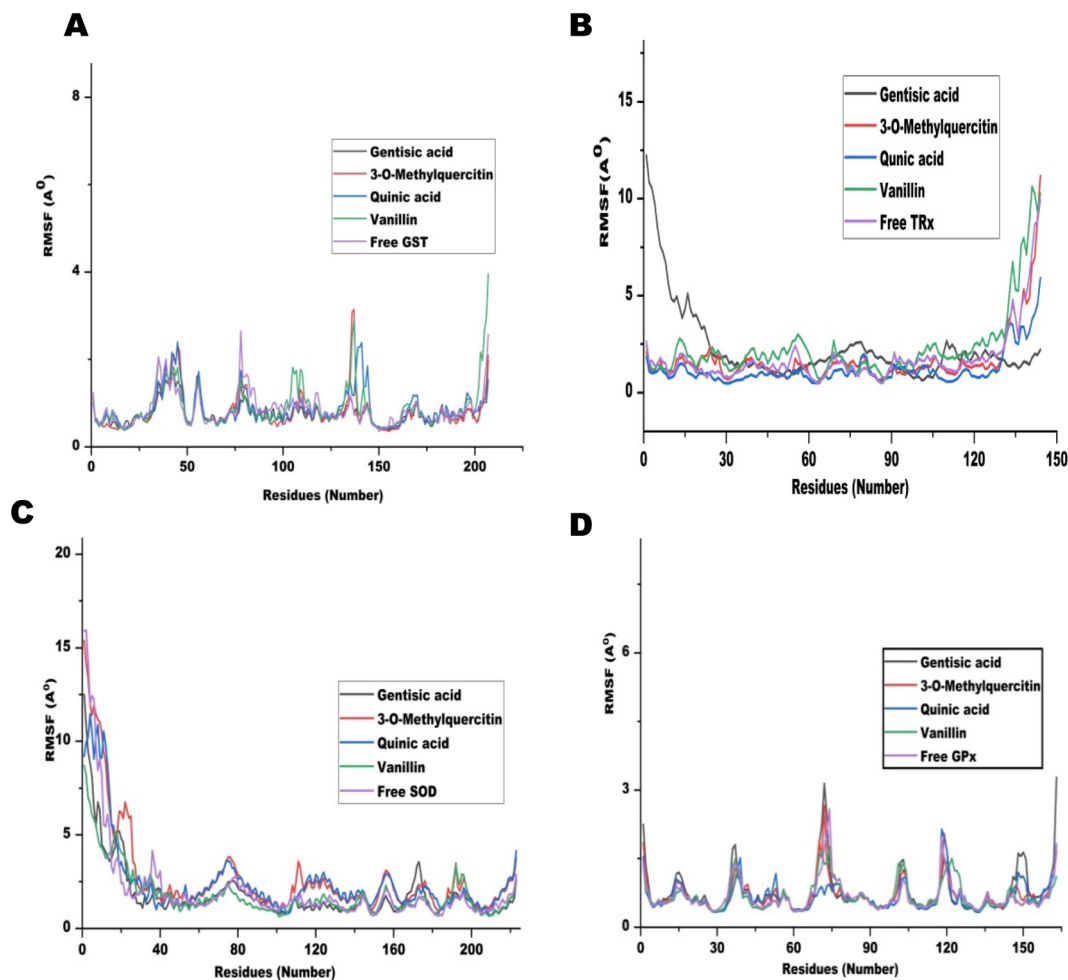 A
RMSF (A⁰)
8
4
0
Gentisic acid
3-O-Methylquercitin
Quinic acid
Vanillin
Free GST
0 50 100 150 200
Residues (Number)
B
RMSF(A⁰)
15
10
5
0
Gentisic acid
3-O-Methylquercitin
Qunic acid
Vanillin
Free TRx
0 30 60 90 120 150
Residues (Number)
C
RMSF (A⁰)
20
15
10
5
0
Gentisic acid
3-O-Methylquercitin
Quinic acid
Vanillin
Free SOD
0 40 80 120 160 200
Residues (Number)
D
RMSF (A⁰)
6
3
0
Gentisic acid
3-O-Methylquercitin
Quinic acid
Vanillin
Free GPx
0 30 60 90 120 150
Residues (Number)